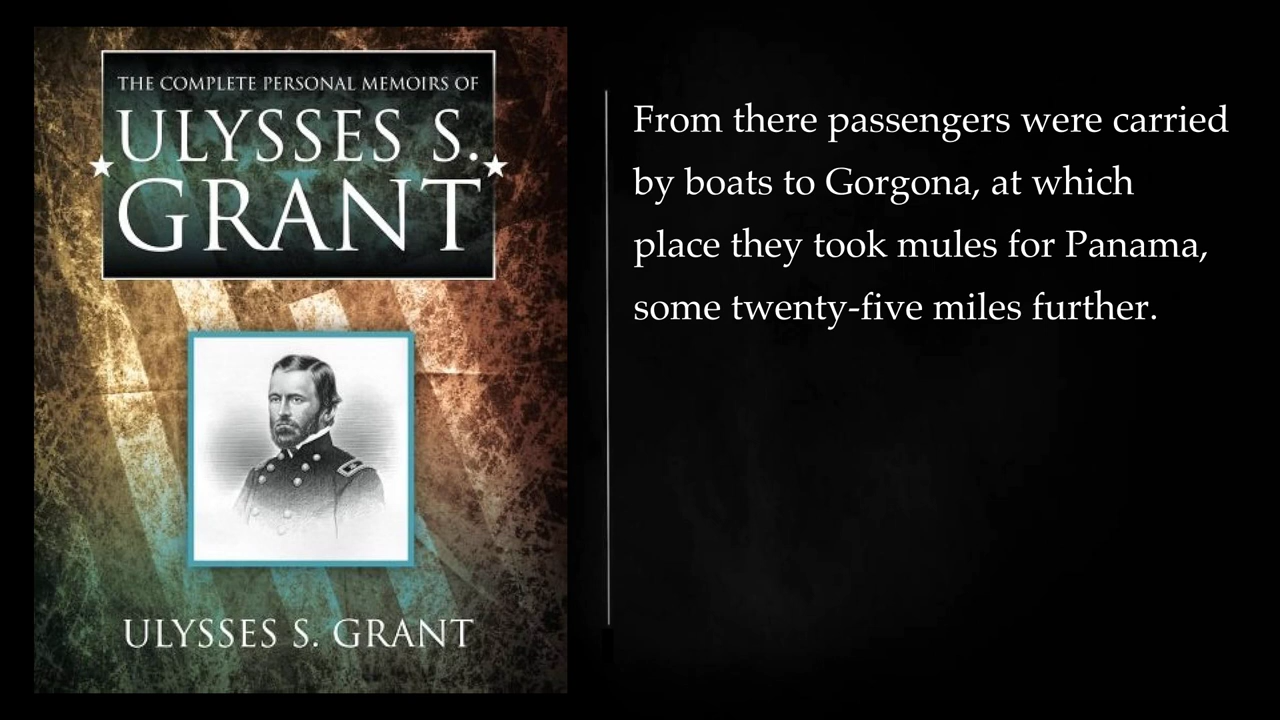 THE COMPLETE PERSONAL MEMOIRS OF
ULYSSES S.
GRANT
ULYSSES S. GRANT
From there passengers were carried
by boats to Gorgona, at which
place they took mules for Panama,
some twenty-five miles further.